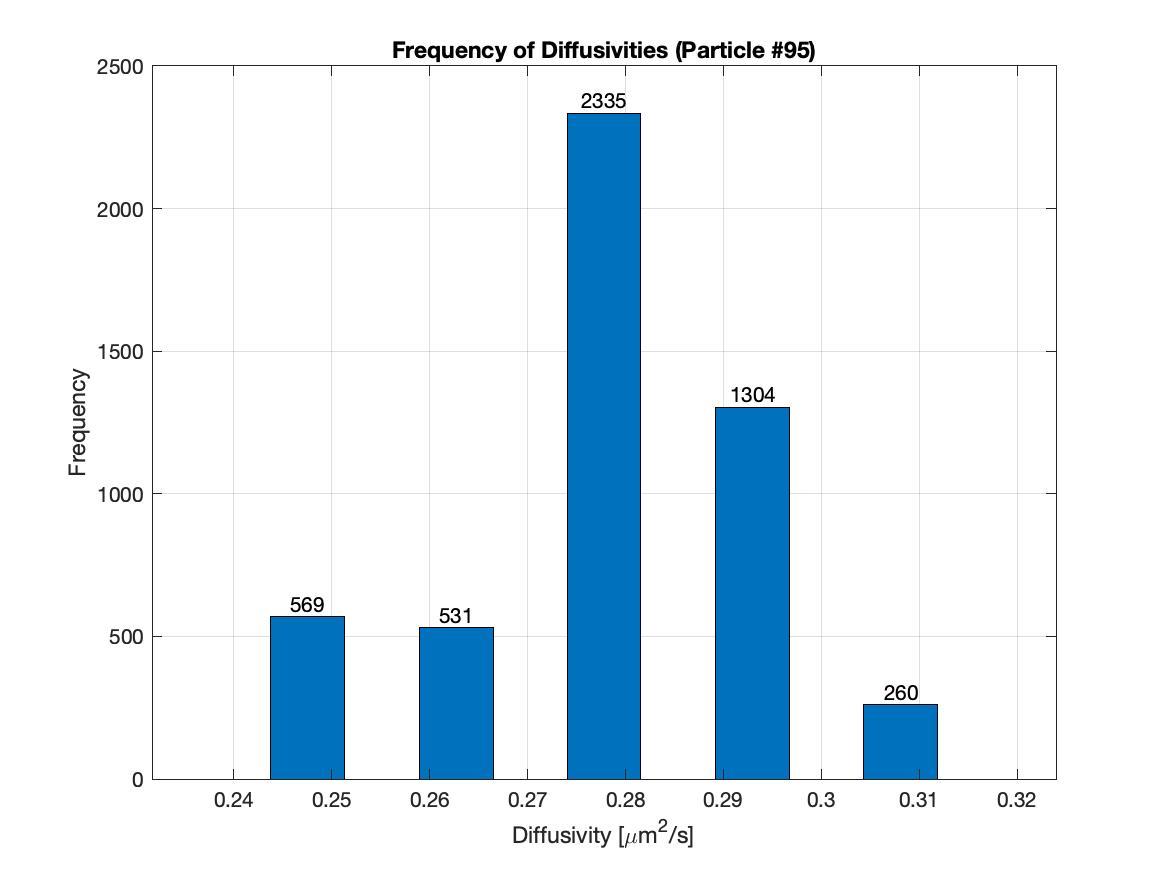 Frequency of Diffusivities (Particle #95)
2500
2000
1500
1000
500
0
Frequency
569
531
2335
1304
260
0.24 0.25 0.26 0.27 0.28 0.29 0.3 0.31 0.32
Diffusivity [μm²/s]